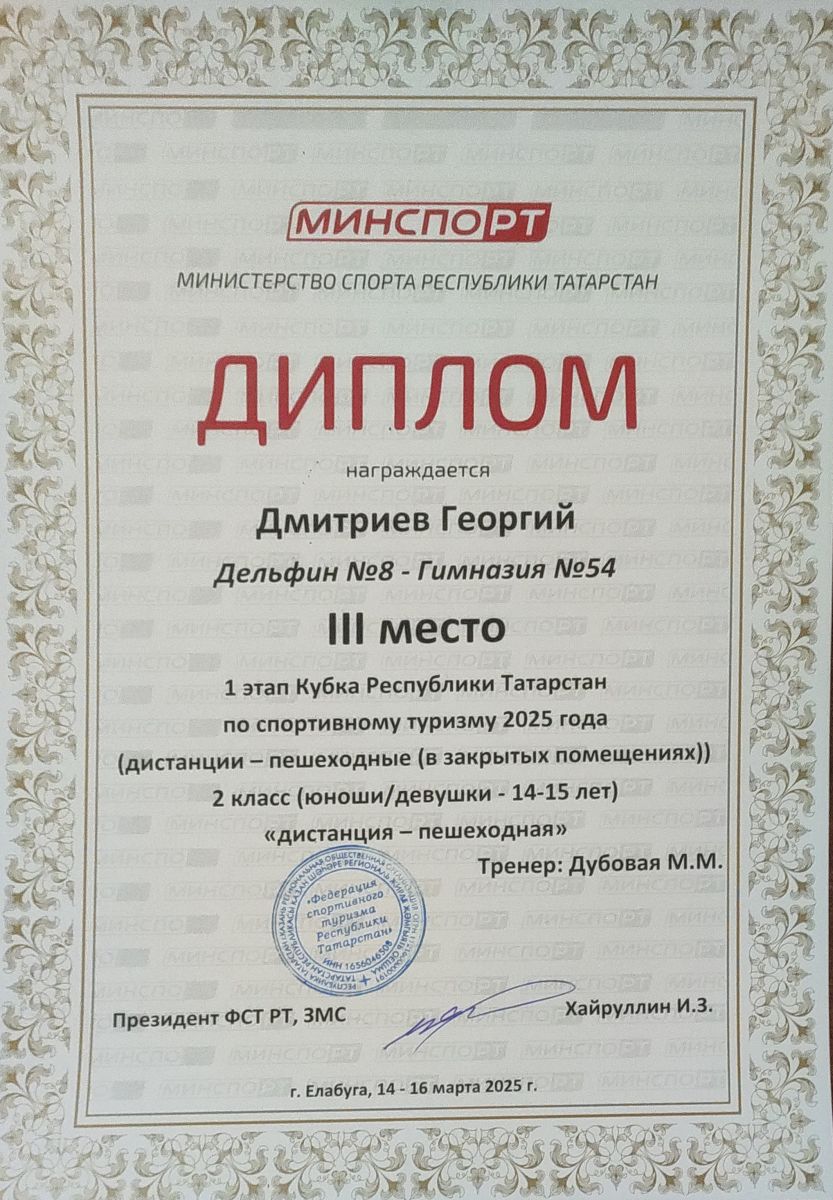 МИНСПОРТ
МИНИСТЕРСТВО СПОРТА РЕСПУБЛИКИ ТАТАРСТАН
ДИПЛОМ
награждается
Дмитриев Георгий
Дельфин №8 - Гимназия №54
III место
1 этап Кубка Республики Татарстан
по спортивному туризму 2025 года
(дистанции – пешеходные (в закрытых помещениях))
2 класс (юноши/девушки - 14-15 лет)
«дистанция – пешеходная»
Тренер: Дубовая М.М.
«Федерация
спортивного
туризма
Республики
Татарстан»
ИНН 1656046508
Президент ФСТ РТ, ЗМС
Хайруллин И.З.
г. Елабуга, 14 - 16 марта 2025 г.